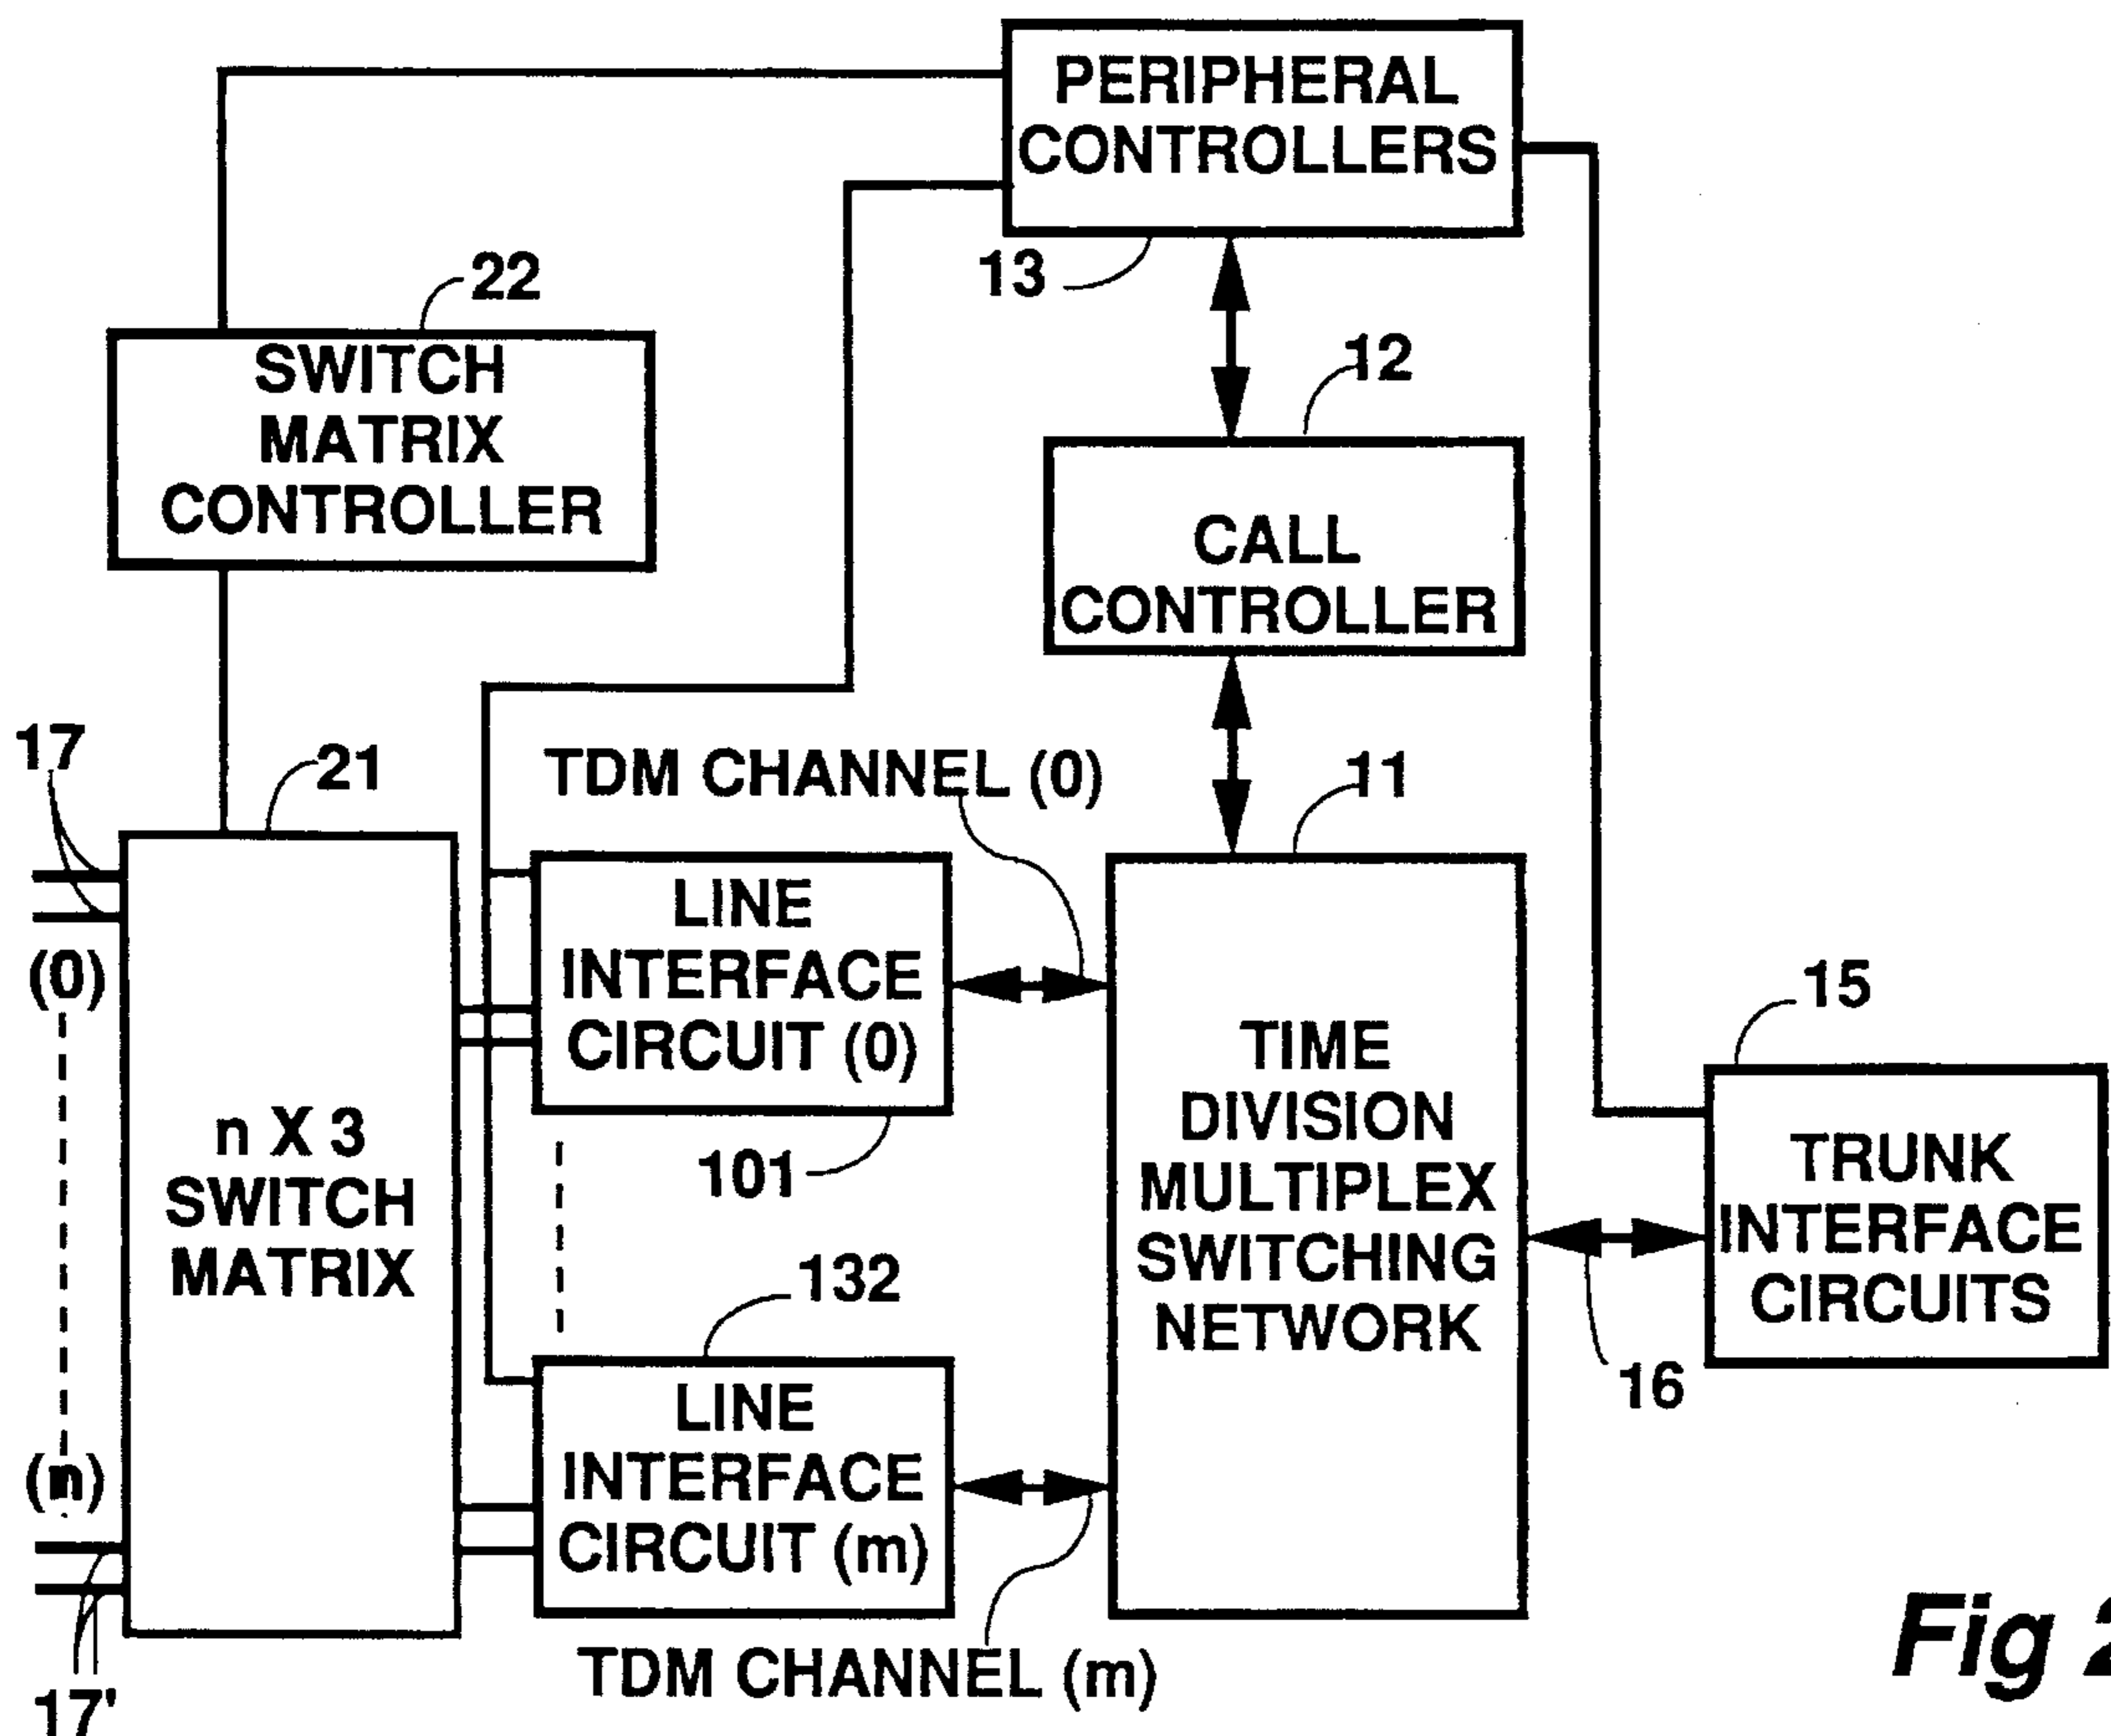 PERIPHERAL
CONTROLLERS
13
22
SWITCH
MATRIX
CONTROLLER
12
CALL
CONTROLLER
17
21
TDM CHANNEL (0)
11
(0)
LINE
INTERFACE
CIRCUIT (0)
101
n X 3
SWITCH
MATRIX
TIME
DIVISION
MULTIPLEX
SWITCHING
NETWORK
15
TRUNK
INTERFACE
CIRCUITS
16
132
(n)
LINE
INTERFACE
CIRCUIT (m)
TDM CHANNEL (m)
17'
Fig 2